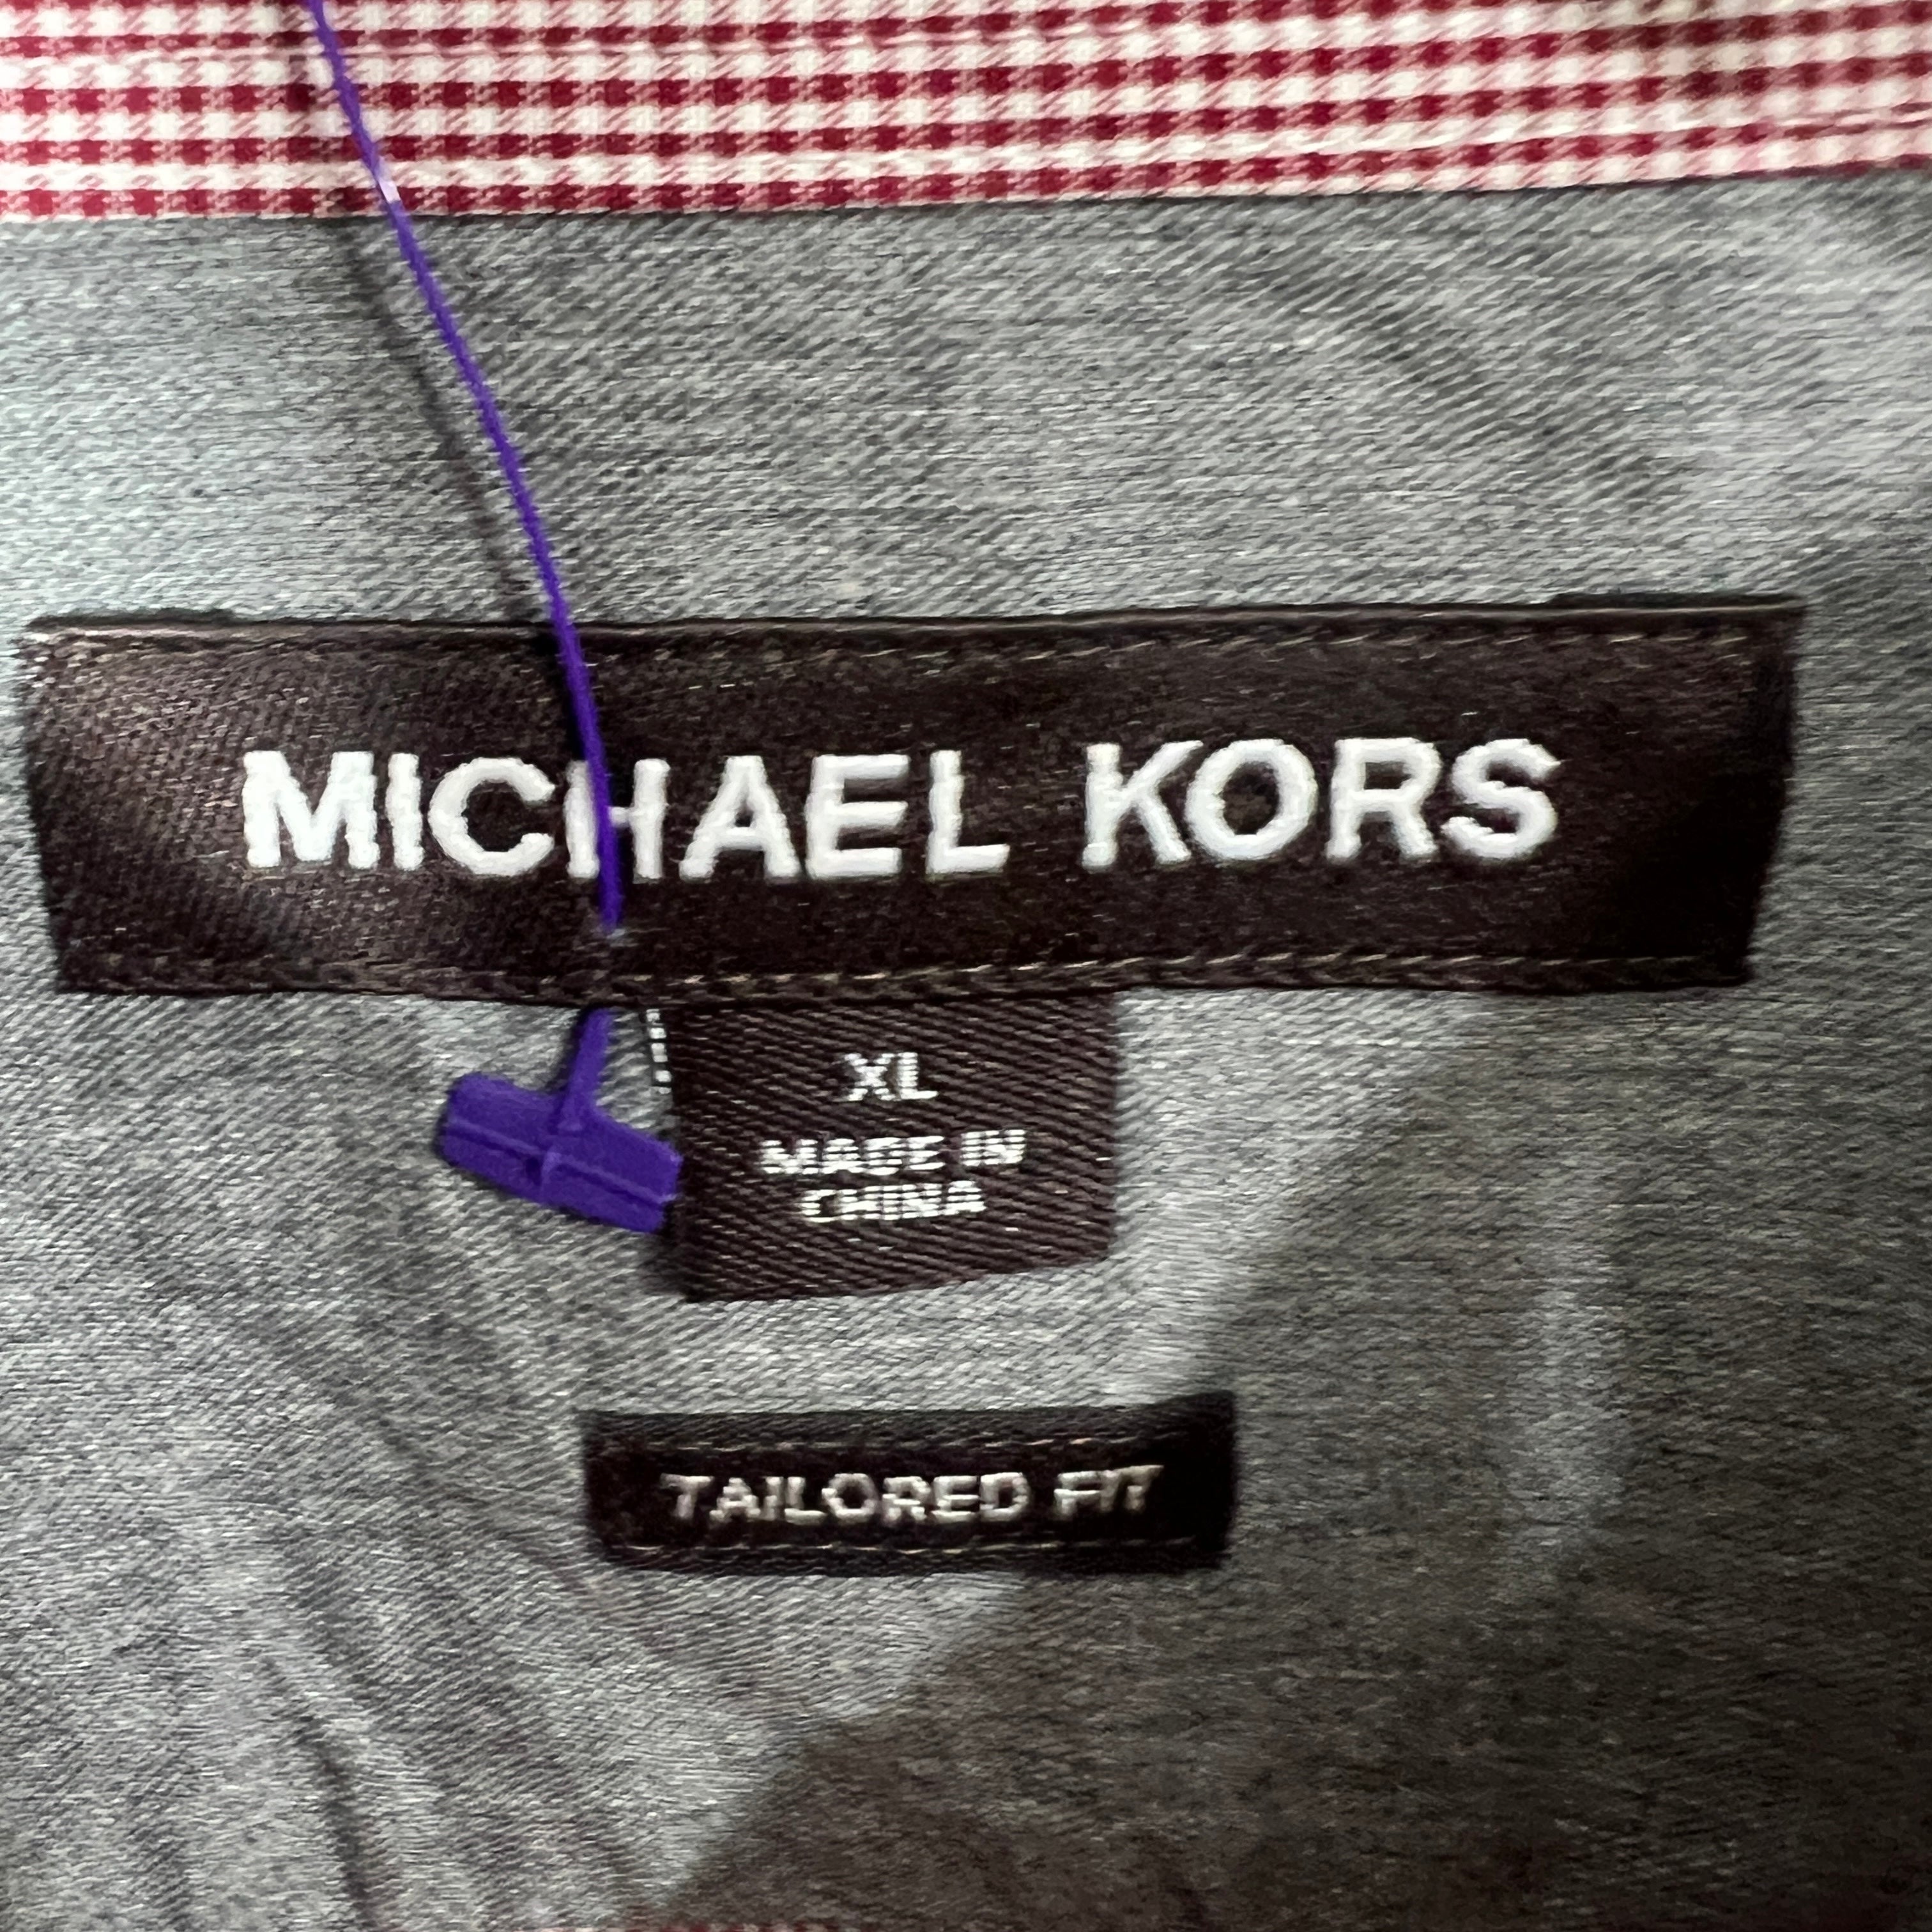 MICHAEL KORS
XL
MADE IN
CHINA
TAILORED FIT